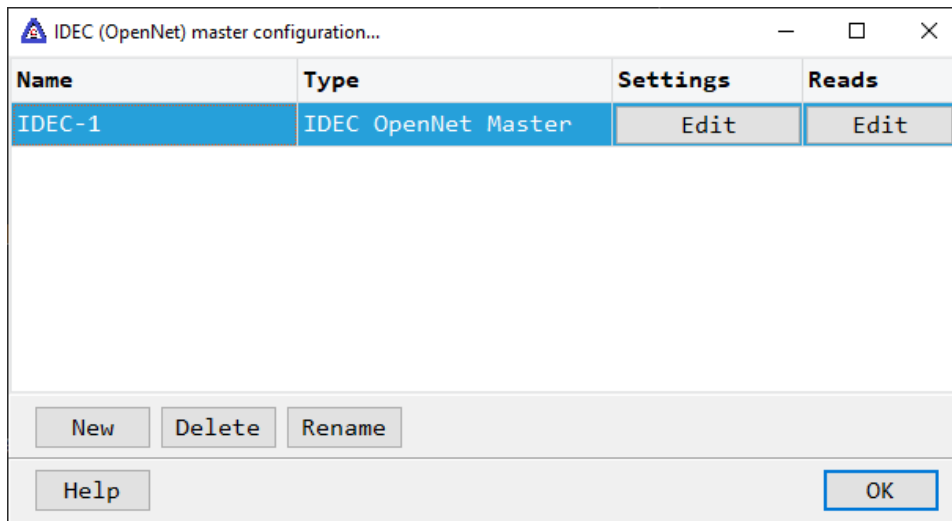 IDEC (OpenNet) master configuration...
Name Type Settings Reads
IDEC-1 IDEC OpenNet Master Edit Edit
New Delete Rename
Help OK